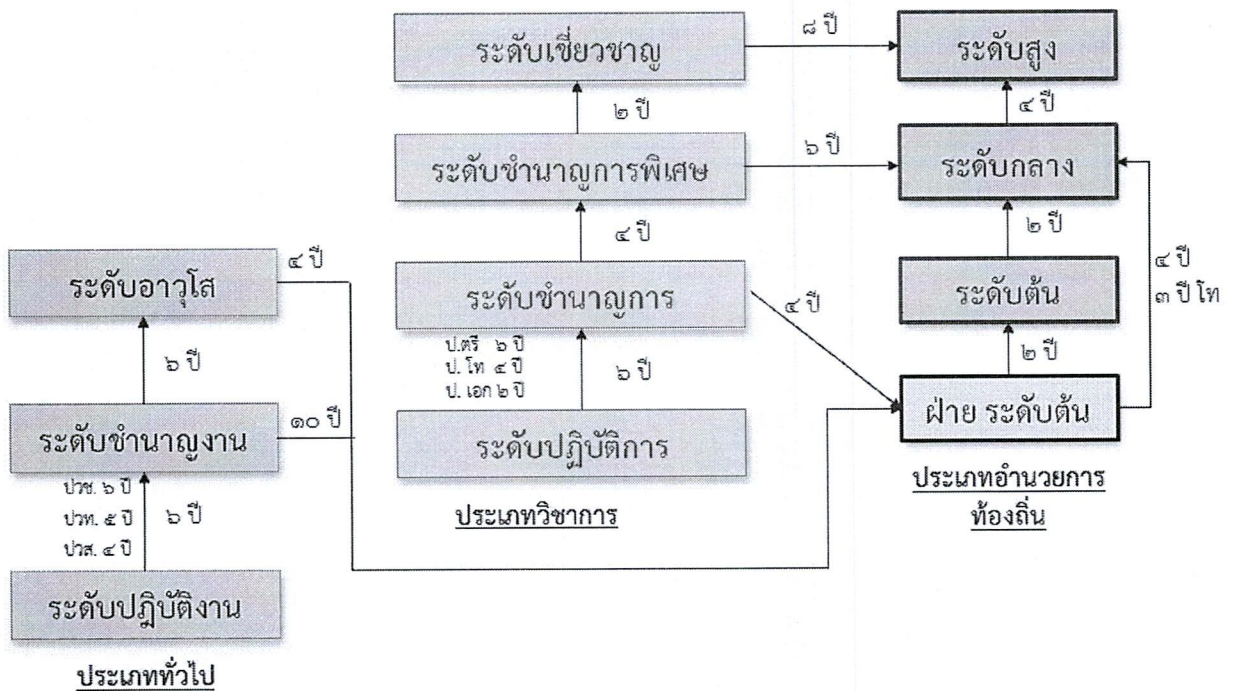 ระดับเชี่ยวชาญ
๘ ปี
ระดับสูง
๒ ปี
๔ ปี
ระดับชำนาญการพิเศษ
๖ ปี
ระดับกลาง
๔ ปี
๒ ปี
ระดับอาวุโส
๔ ปี
ระดับชำนาญการ
๔ ปี
ระดับต้น
๔ ปี
๓ ปี โท
๖ ปี
ป.ตรี ๖ ปี
ป. โท ๔ ปี
ป. เอก ๒ ปี
๖ ปี
๒ ปี
ระดับชำนาญงาน
๑๐ ปี
ระดับปฏิบัติการ
ฝ่าย ระดับต้น
ปวช. ๖ ปี
ปวท. ๕ ปี
ปวส. ๔ ปี
๖ ปี
ประเภทวิชาการ
ประเภทอำนวยการ
ท้องถิ่น
ระดับปฏิบัติงาน
ประเภททั่วไป